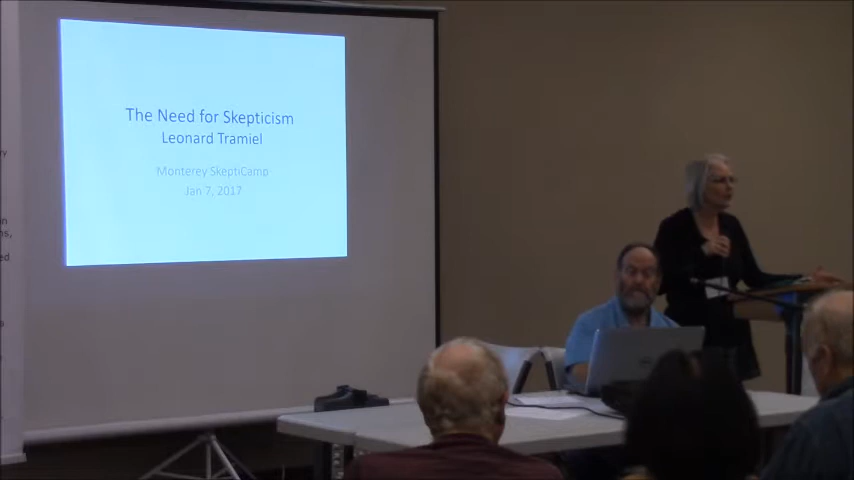 The Need for Skepticism
Leonard Tramiel
Monterey SkeptiCamp
Jan 7, 2017